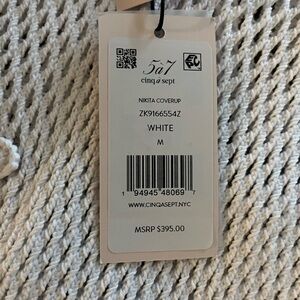 5à7
cinq à sept
NIKITA COVERUP
ZK9166554Z
WHITE
M
1 94945 48069 7
WWW.CINQASEPT.NYC
MSRP $395.00